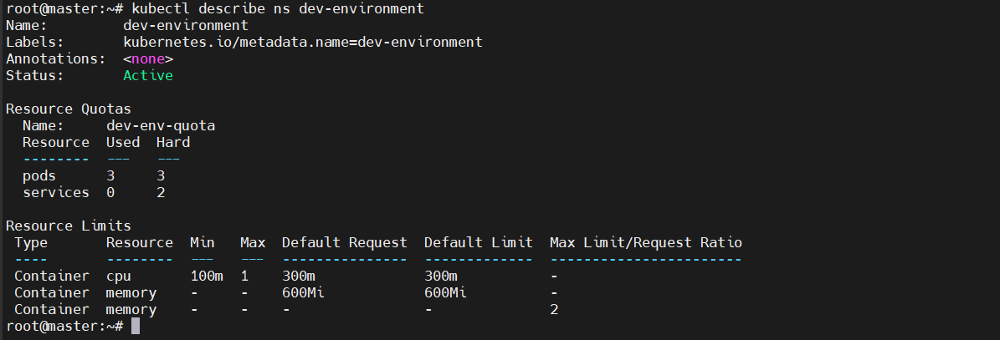 root@master:~# kubectl describe ns dev-environment
Name:         dev-environment
Labels:       kubernetes.io/metadata.name=dev-environment
Annotations:  <none>
Status:       Active

Resource Quotas
  Name:     dev-env-quota
  Resource  Used  Hard
  --------  ---   ---
  pods      3     3
  services  0     2

Resource Limits
 Type       Resource  Min   Max  Default Request  Default Limit  Max Limit/Request Ratio
 ----       --------  ---   ---  ---------------  -------------  -----------------------
 Container  cpu       100m  1    300m             300m           -
 Container  memory    -     -    600Mi            600Mi          -
 Container  memory    -     -    -                -              2
root@master:~#